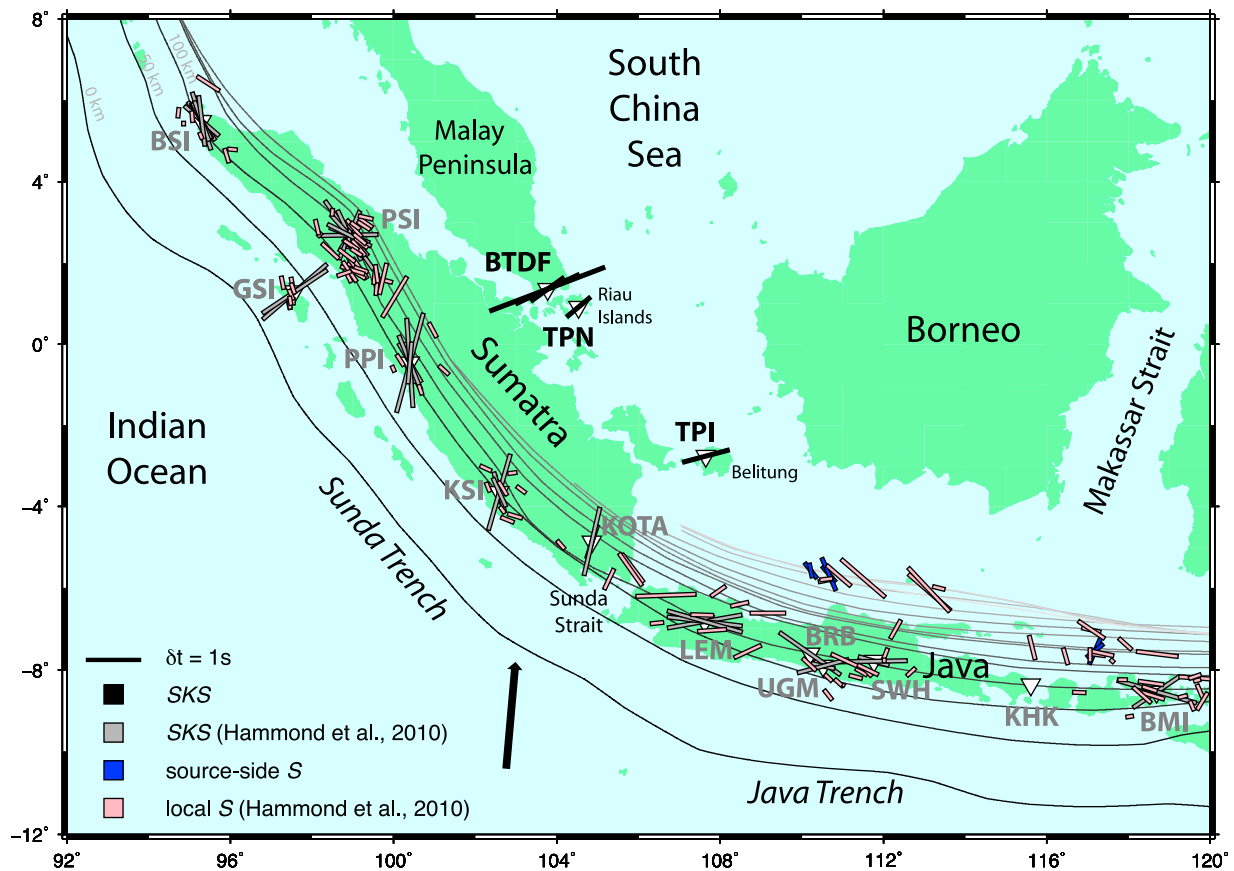 8°
4°
0°
−4°
−8°
−12°
92°
96°
100°
104°
108°
112°
116°
120°
0 km
50 km
100 km
South
China
Sea
Malay
Peninsula
BSI
PSI
GSI
BTDF
Riau
Islands
TPN
PPI
Sumatra
Borneo
Makassar Strait
Indian
Ocean
TPI
Belitung
KSI
KOTA
Sunda Trench
Sunda
Strait
LEM
BRB
Java
UGM
SWH
KHK
BMI
Java Trench
δt = 1s
SKS
SKS (Hammond et al., 2010)
source-side S
local S (Hammond et al., 2010)